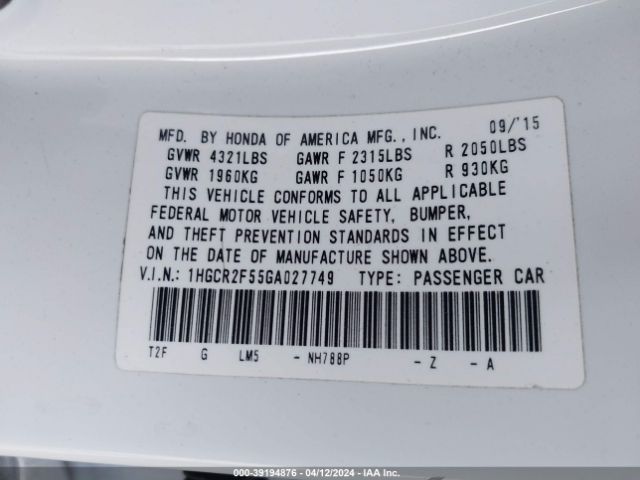 MFD. BY HONDA OF AMERICA MFG., INC. 09/'15
GVWR 4321LBS GAWR F 2315LBS R 2050LBS
GVWR 1960KG GAWR F 1050KG R 930KG
THIS VEHICLE CONFORMS TO ALL APPLICABLE
FEDERAL MOTOR VEHICLE SAFETY, BUMPER,
AND THEFT PREVENTION STANDARDS IN EFFECT
ON THE DATE OF MANUFACTURE SHOWN ABOVE.
V.I.N.: 1HGCR2F55GA027749 TYPE: PASSENGER CAR
T2F G LM5 - NH788P - Z - A
000-39194876 - 04/12/2024 - IAAI.COM